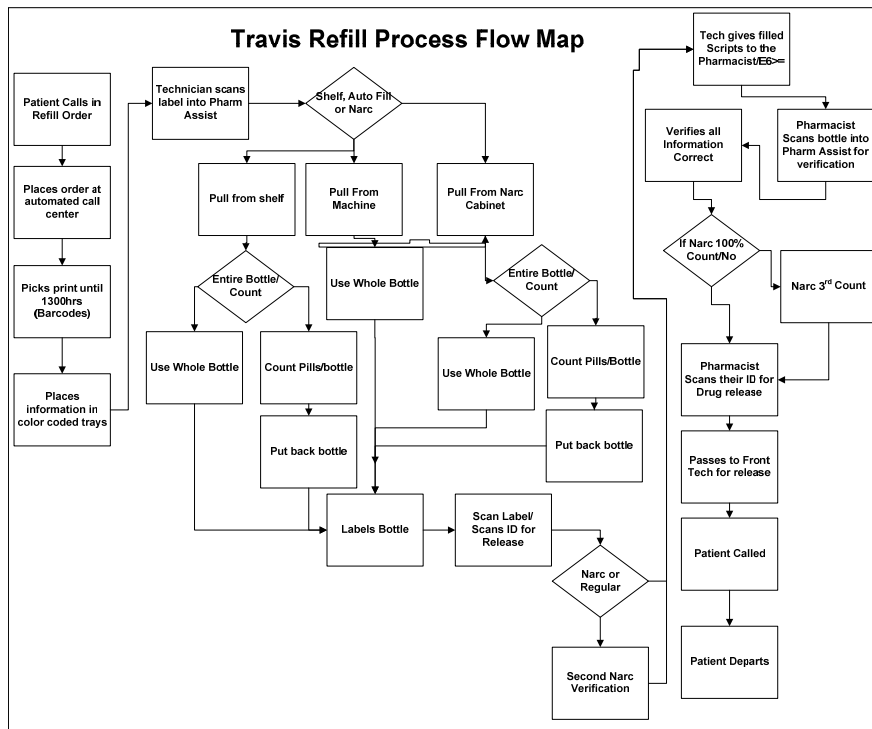 Travis Refill Process Flow Map
Patient Calls in
Refill Order
Places order at
automated call
center
Picks print until
1300hrs
(Barcodes)
Places
information in
color coded trays
Technician scans
label into Pharm
Assist
Shelf, Auto Fill
or Narc
Pull from shelf
Pull From
Machine
Pull From Narc
Cabinet
Entire Bottle/
Count
Use Whole Bottle
Entire Bottle/
Count
Use Whole Bottle
Count Pills/bottle
Use Whole Bottle
Count Pills/Bottle
Put back bottle
Put back bottle
Labels Bottle
Scan Label/
Scans ID for
Release
Narc or
Regular
Second Narc
Verification
Tech gives filled
Scripts to the
Pharmacist/E6>=
Pharmacist
Scans bottle into
Pharm Assist for
verification
Verifies all
Information
Correct
If Narc 100%
Count/No
Narc 3rd Count
Pharmacist
Scans their ID for
Drug release
Passes to Front
Tech for release
Patient Called
Patient Departs